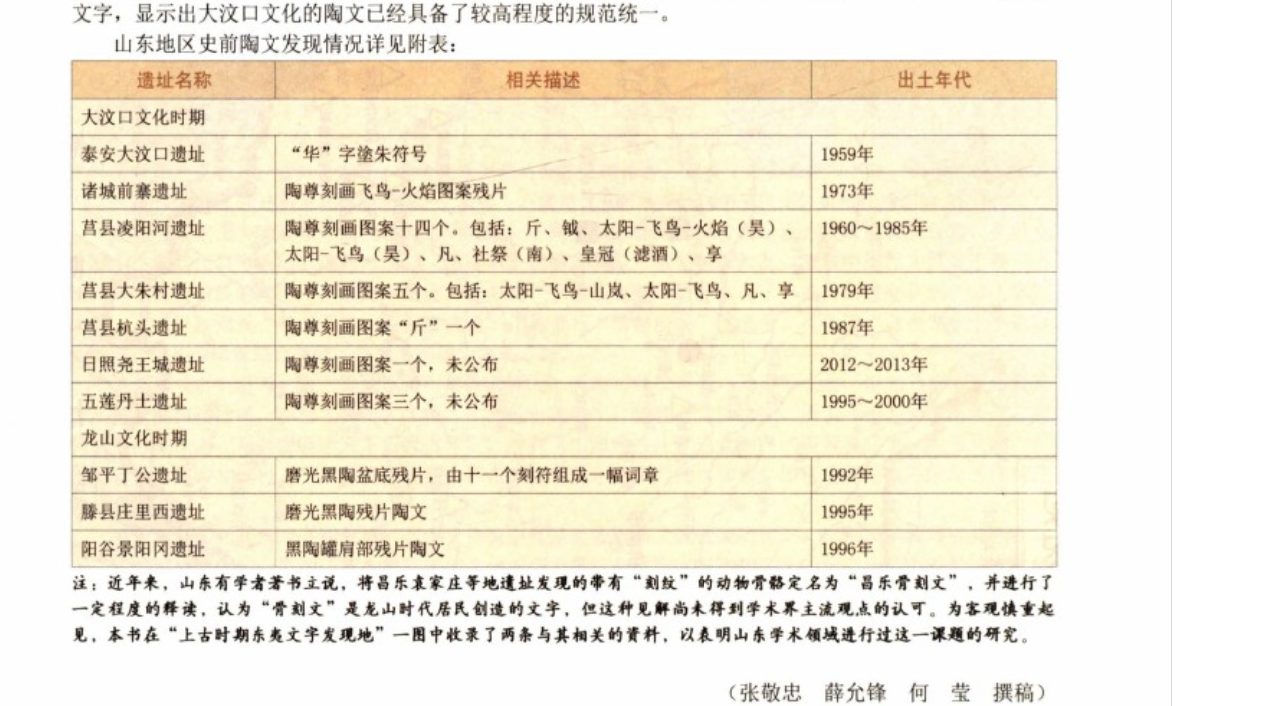 文字，显示出大汶口文化的陶文已经具备了较高程度的规范统一。
山东地区史前陶文发现情况详见附表：
遗址名称 相关描述 出土年代
大汶口文化时期
泰安大汶口遗址 “华”字塗朱符号 1959年
诸城前寨遗址 陶尊刻画飞鸟-火焰图案残片 1973年
莒县凌阳河遗址 陶尊刻画图案十四个。包括：斤、钺、太阳-飞鸟-火焰（昊）、 1960～1985年
太阳-飞鸟（昊）、凡、社祭（南）、皇冠（滤酒）、享
莒县大朱村遗址 陶尊刻画图案五个。包括：太阳-飞鸟-山岚、太阳-飞鸟、凡、享 1979年
莒县杭头遗址 陶尊刻画图案“斤”一个 1987年
日照尧王城遗址 陶尊刻画图案一个，未公布 2012～2013年
五莲丹土遗址 陶尊刻画图案三个，未公布 1995～2000年
龙山文化时期
邹平丁公遗址 磨光黑陶盆底残片，由十一个刻符组成一幅词章 1992年
滕县庄里西遗址 磨光黑陶残片陶文 1995年
阳谷景阳冈遗址 黑陶罐肩部残片陶文 1996年
注：近年来，山东有学者著书立说，将昌乐袁家庄等地遗址发现的带有“刻纹”的动物骨骼定名为“昌乐骨刻文”，并进行了
一定程度的释读，认为“骨刻文”是龙山时代居民创造的文字，但这种见解尚未得到学术界主流观点的认可。为客观慎重起
见，本书在“上古时期东夷文字发现地”一图中收录了两条与其相关的资料，以表明山东学术领域进行过这一课题的研究。
（张敬忠 薛允锋 何 莹 撰稿）